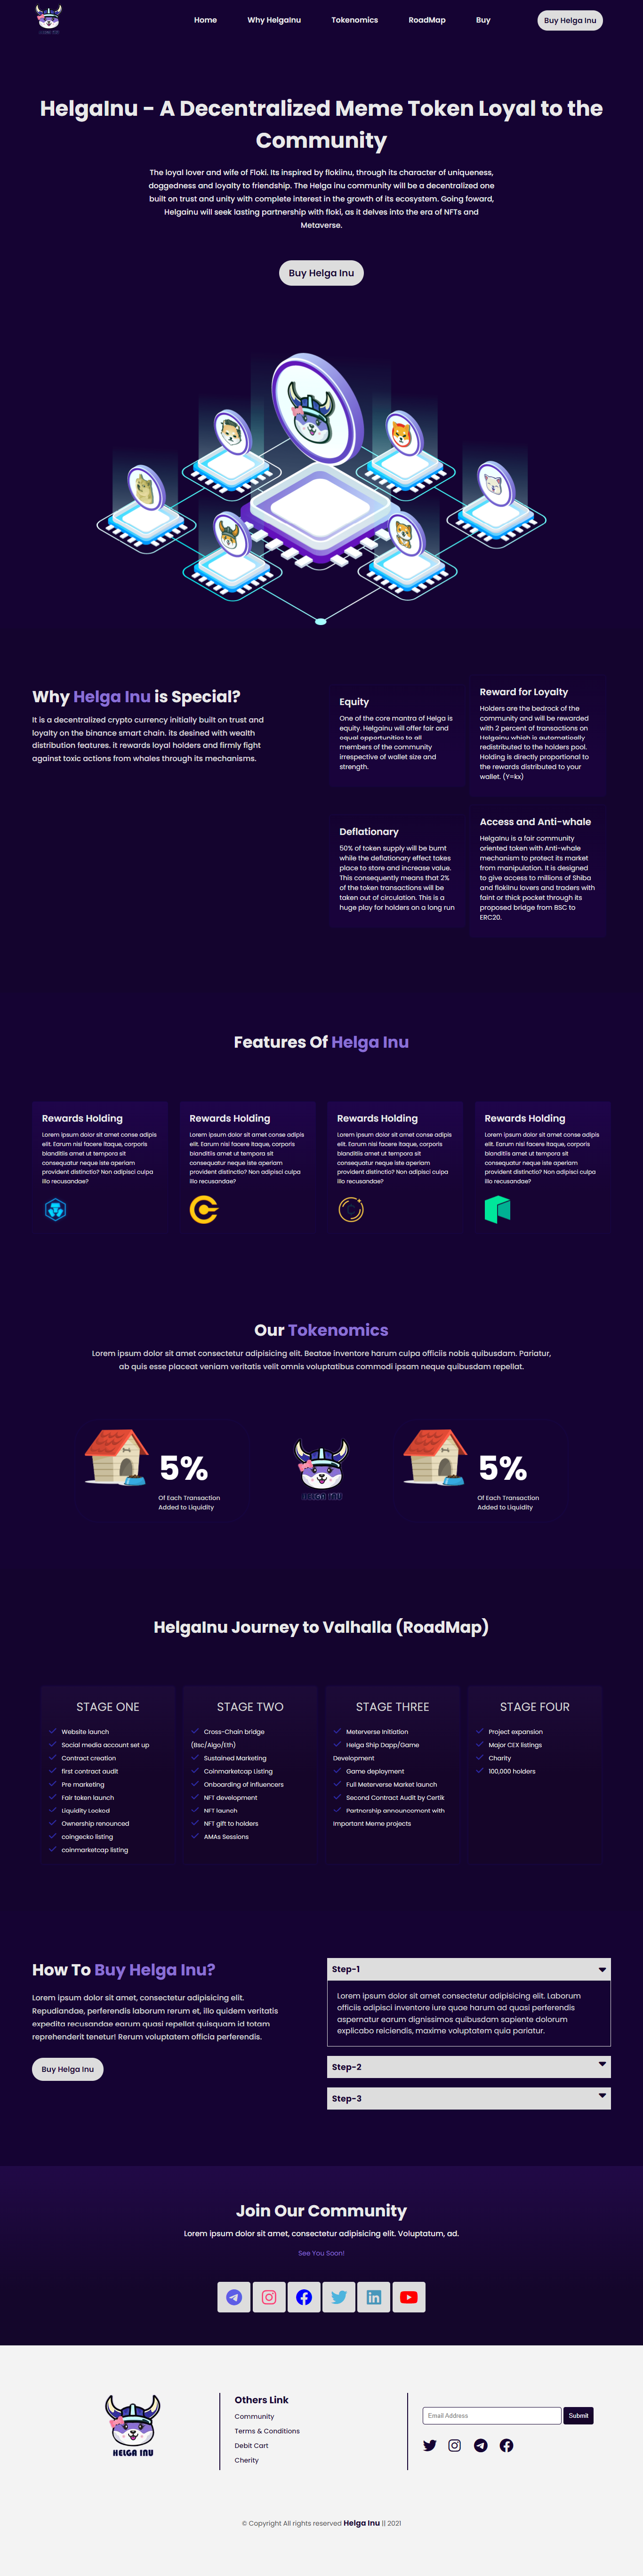 Home Why HelgaInu Tokenomics RoadMap Buy Buy Helga Inu
HelgaInu - A Decentralized Meme Token Loyal to the
Community
The loyal lover and wife of Floki. Its inspired by flokiinu, through its character of uniqueness,
doggedness and loyalty to friendship. The Helga inu community will be a decentralized one
built on trust and unity with complete interest in the growth of its ecosystem. Going foward,
Helgainu will seek lasting partnership with floki, as it delves into the era of NFTs and
Metaverse.
Buy Helga Inu
Why Helga Inu is Special?
It is a decentralized crypto currency initially built on trust and
loyalty on the binance smart chain. its desined with wealth
distribution features. it rewards loyal holders and firmly fight
against toxic actions from whales through its mechanisms.
Equity
One of the core mantra of Helga is
equity. Helgainu will offer fair and
equal opportunities to all
members of the community
irrespective of wallet size and
strength.
Reward for Loyalty
Holders are the bedrock of the
community and will be rewarded
with 2 percent of transactions on
Helgainu which is automatically
redistributed to the holders pool.
Holding is directly proportional to
the rewards distributed to your
wallet. (Y=kx)
Deflationary
50% of token supply will be burnt
while the deflationary effect takes
place to store and increase value.
This consequently means that 2%
of the token transactions will be
taken out of circulation. This is a
huge play for holders on a long run
Access and Anti-whale
HelgaInu is a fair community
oriented token with Anti-whale
mechanism to protect its market
from manipulation. It is designed
to give access to millions of Shiba
and flokiinu lovers and traders with
faint or thick pocket through its
proposed bridge from BSC to
ERC20.
Features Of Helga Inu
Rewards Holding
Lorem ipsum dolor sit amet conse adipis
elit. Earum nisi facere itaque, corporis
blanditiis amet ut tempora sit
consequatur neque iste aperiam
provident distinctio? Non adipisci culpa
illo recusandae?
Rewards Holding
Lorem ipsum dolor sit amet conse adipis
elit. Earum nisi facere itaque, corporis
blanditiis amet ut tempora sit
consequatur neque iste aperiam
provident distinctio? Non adipisci culpa
illo recusandae?
Rewards Holding
Lorem ipsum dolor sit amet conse adipis
elit. Earum nisi facere itaque, corporis
blanditiis amet ut tempora sit
consequatur neque iste aperiam
provident distinctio? Non adipisci culpa
illo recusandae?
Rewards Holding
Lorem ipsum dolor sit amet conse adipis
elit. Earum nisi facere itaque, corporis
blanditiis amet ut tempora sit
consequatur neque iste aperiam
provident distinctio? Non adipisci culpa
illo recusandae?
Our Tokenomics
Lorem ipsum dolor sit amet consectetur adipisicing elit. Beatae inventore harum culpa officiis nobis quibusdam. Pariatur,
ab quis esse placeat veniam veritatis velit omnis voluptatibus commodi ipsam neque quibusdam repellat.
5%
Of Each Transaction
Added to Liquidity
HELGA INU
5%
Of Each Transaction
Added to Liquidity
HelgaInu Journey to Valhalla (RoadMap)
STAGE ONE
Website launch
Social media account set up
Contract creation
first contract audit
Pre marketing
Fair token launch
Liquidity Locked
Ownership renounced
coingecko listing
coinmarketcap listing
STAGE TWO
Cross-Chain bridge
(Bsc/Algo/Eth)
Sustained Marketing
Coinmarketcap Listing
Onboarding of influencers
NFT development
NFT launch
NFT gift to holders
AMAs Sessions
STAGE THREE
Meterverse Initiation
Helga Ship Dapp/Game
Development
Game deployment
Full Meterverse Market launch
Second Contract Audit by Certik
Partnership announcement with
Important Meme projects
STAGE FOUR
Project expansion
Major CEX listings
Charity
100,000 holders
How To Buy Helga Inu?
Lorem ipsum dolor sit amet, consectetur adipisicing elit.
Repudiandae, perferendis laborum rerum et, illo quidem veritatis
expedita recusandae earum quasi repellat quisquam id totam
reprehenderit tenetur! Rerum voluptatem officia perferendis.
Buy Helga Inu
Step-1
Lorem ipsum dolor sit amet consectetur adipisicing elit. Laborum
officiis adipisci inventore iure quae harum ad quasi perferendis
aspernatur earum dignissimos quibusdam sapiente dolorum
explicabo reiciendis, maxime voluptatem quia pariatur.
Step-2
Step-3
Join Our Community
Lorem ipsum dolor sit amet, consectetur adipisicing elit. Voluptatum, ad.
See You Soon!
HELGA INU
Others Link
Community
Terms & Conditions
Debit Cart
Cherity
Email Address Submit
© Copyright All rights reserved Helga Inu || 2021